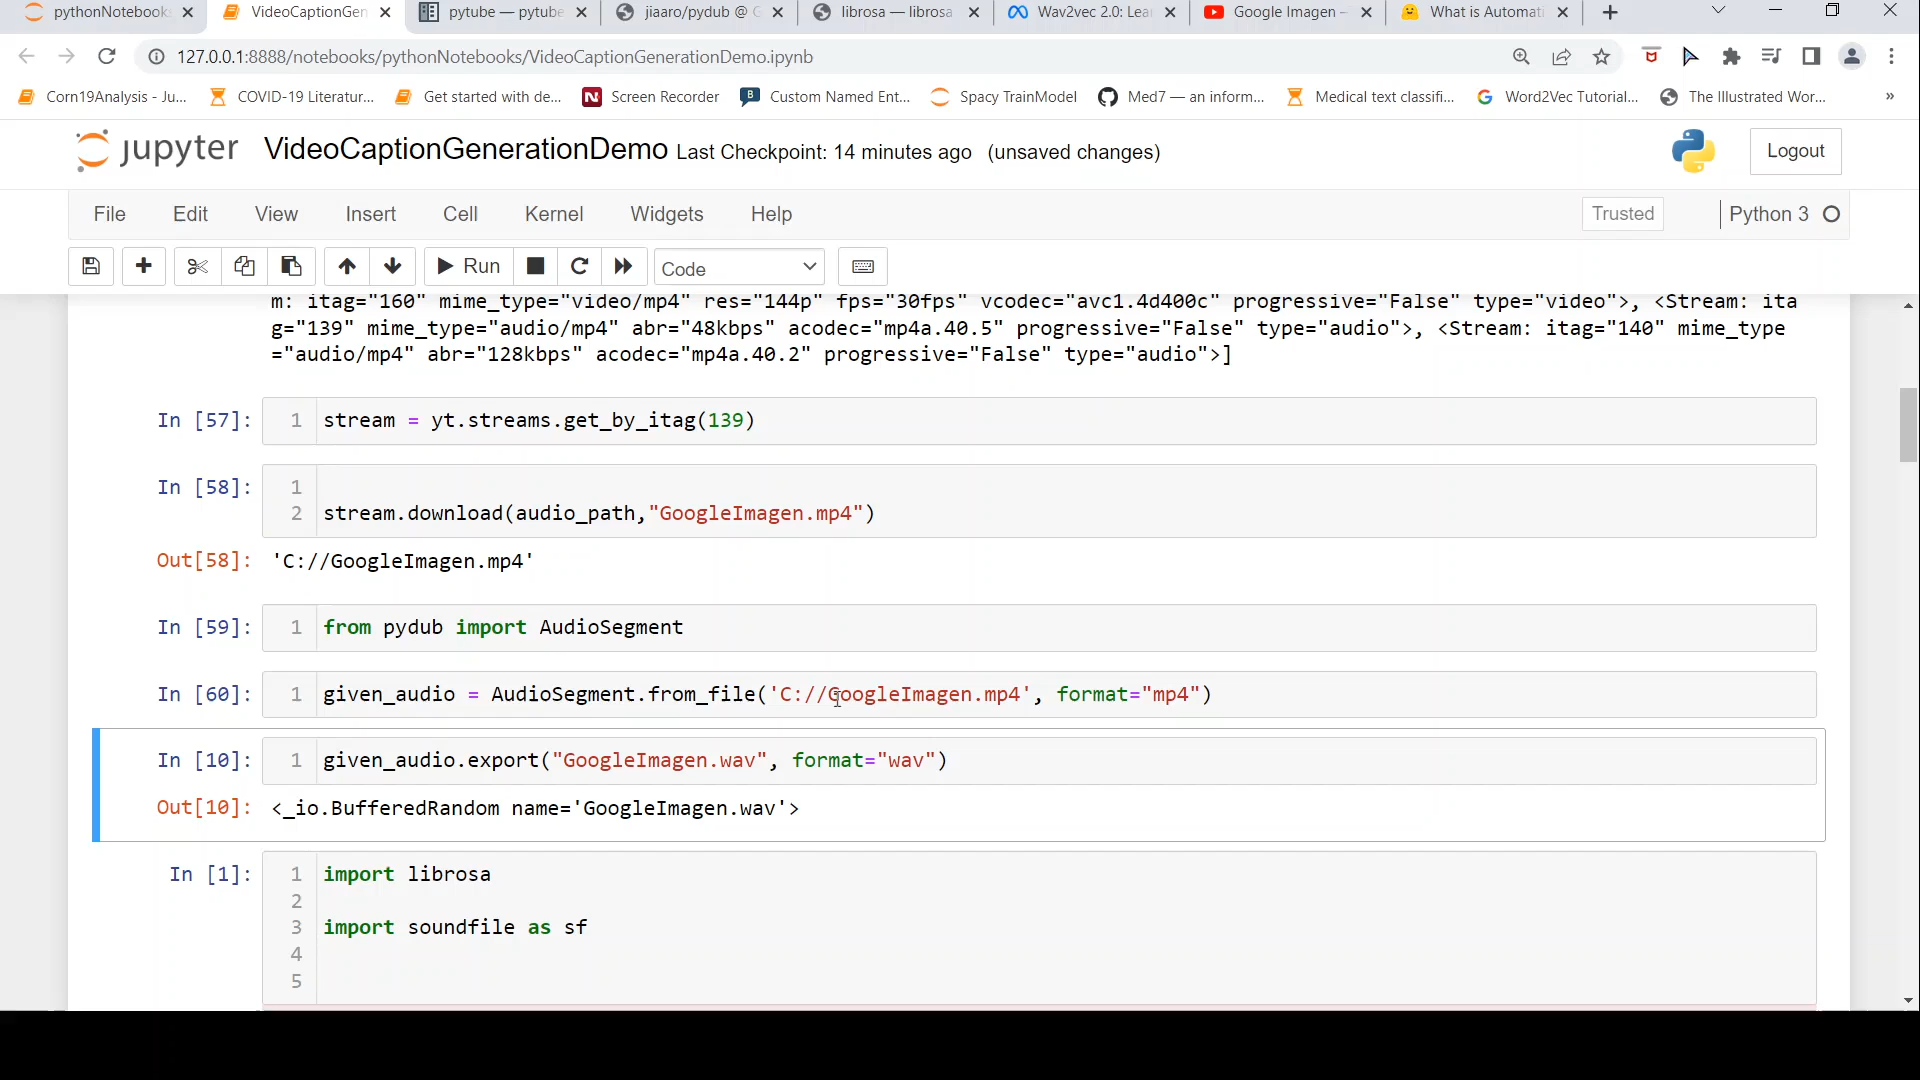 pythonNotebook
VideoCaptionGen
pytube — pytube
jiaaro/pydub @ G
librosa — librosa
Wav2vec 2.0: Lea
Google Imagen -
What is Automati
127.0.0.1:8888/notebooks/pythonNotebooks/VideoCaptionGenerationDemo.ipynb
Corn19Analysis - Ju...
COVID-19 Literatur...
Get started with de...
Screen Recorder
Custom Named Ent...
Spacy TrainModel
Med7 — an inform...
Medical text classifi...
Word2Vec Tutorial...
The Illustrated Wor...
»
jupyter VideoCaptionGenerationDemo Last Checkpoint: 14 minutes ago (unsaved changes)
Logout
File Edit View Insert Cell Kernel Widgets Help
Trusted
Python 3
Run
Code
m: itag="160" mime_type="video/mp4" res="144p" fps="30fps" vcodec="avc1.4d400c" progressive="False" type="video">, <Stream: ita
g="139" mime_type="audio/mp4" abr="48kbps" acodec="mp4a.40.5" progressive="False" type="audio">, <Stream: itag="140" mime_type
="audio/mp4" abr="128kbps" acodec="mp4a.40.2" progressive="False" type="audio">]
In [57]: 1 stream = yt.streams.get_by_itag(139)
In [58]: 1
2 stream.download(audio_path,"GoogleImagen.mp4")
Out[58]: 'C://GoogleImagen.mp4'
In [59]: 1 from pydub import AudioSegment
In [60]: 1 given_audio = AudioSegment.from_file('C://GoogleImagen.mp4', format="mp4")
In [10]: 1 given_audio.export("GoogleImagen.wav", format="wav")
Out[10]: <_io.BufferedRandom name='GoogleImagen.wav'>
In [1]: 1 import librosa
2
3 import soundfile as sf
4
5